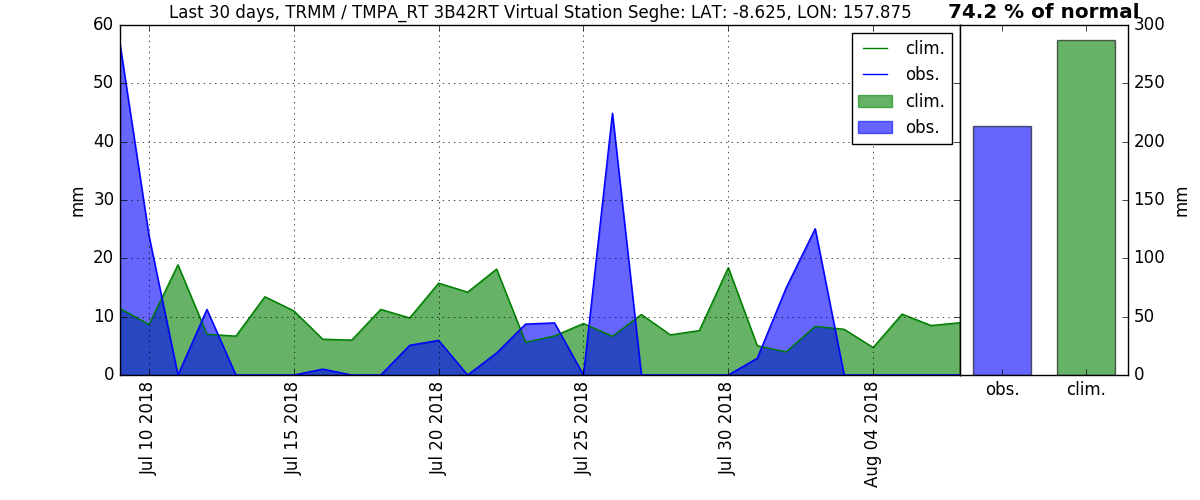 Last 30 days, TRMM / TMPA_RT 3B42RT Virtual Station Seghe: LAT: -8.625, LON: 157.875
74.2 % of normal
60
50
40
30
20
10
0
mm
clim.
obs.
clim.
obs.
Jul 10 2018
Jul 15 2018
Jul 20 2018
Jul 25 2018
Jul 30 2018
Aug 04 2018
300
250
200
150
100
50
0
mm
obs.
clim.